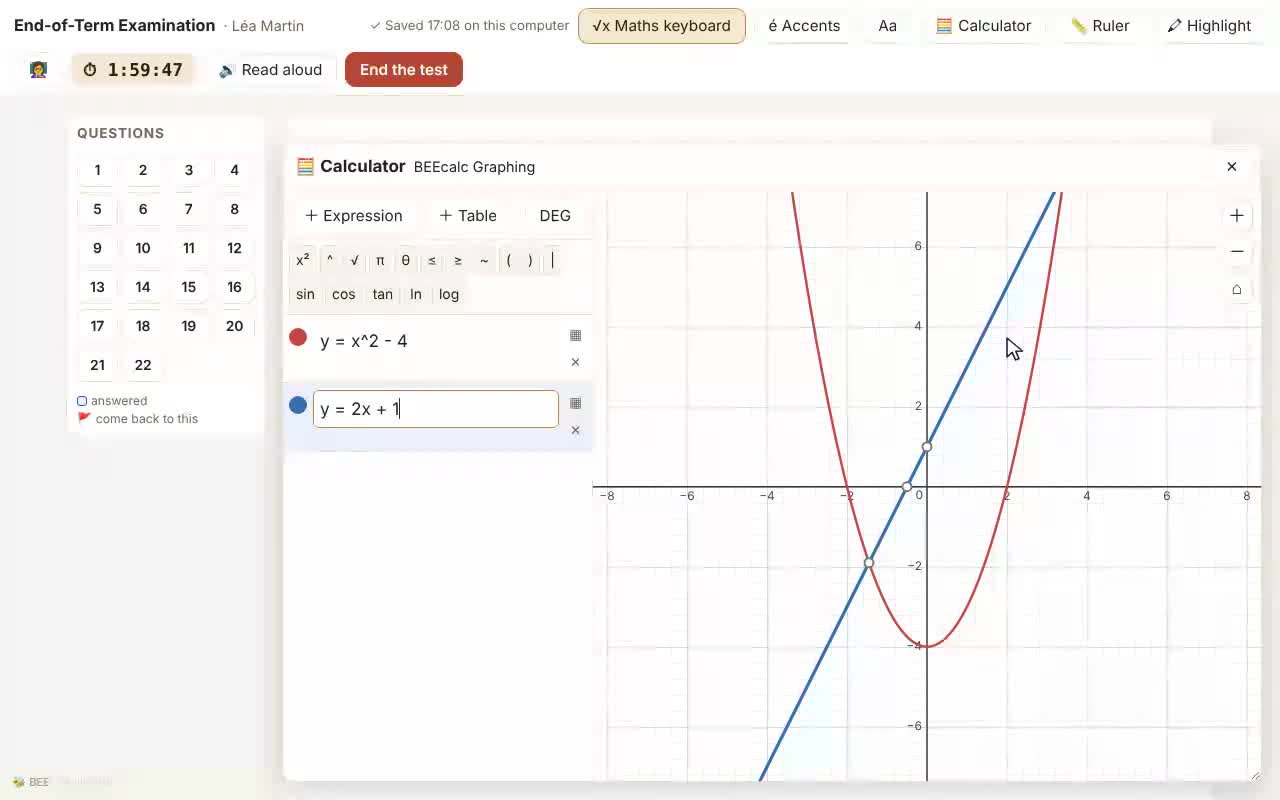 End-of-Term Examination · Léa Martin ✓ Saved 17:08 on this computer √x Maths keyboard é Accents Aa Calculator Ruler Highlight
1:59:47 Read aloud End the test
QUESTIONS
1 2 3 4
5 6 7 8
9 10 11 12
13 14 15 16
17 18 19 20
21 22
answered
come back to this
Calculator BEEcalc Graphing ×
+ Expression + Table DEG
x² ^ √ π θ ≤ ≥ ~ ( ) |
sin cos tan ln log
y = x^2 - 4
×
y = 2x + 1
×
+
−
6
4
2
−8 −6 −4 −2 0 2 4 6 8
−2
−4
−6
BEE